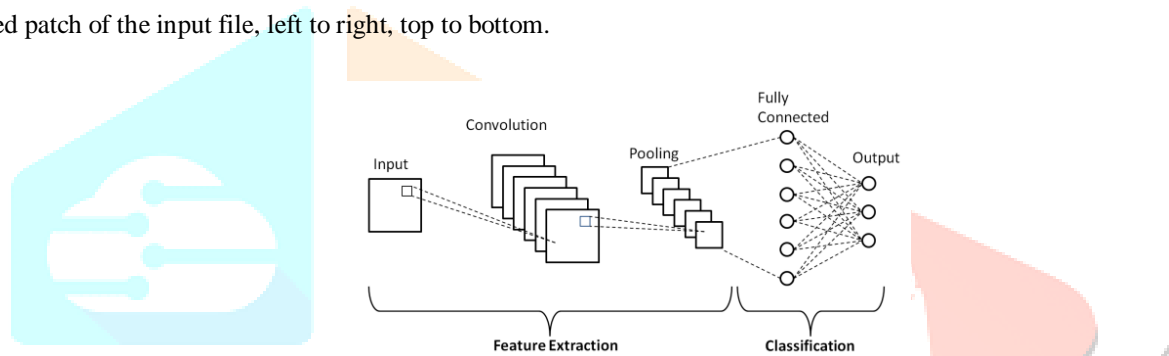 ed patch of the input file, left to right, top to bottom.
Fully
Connected
Convolution
Pooling
Output
Input
Feature Extraction
Classification